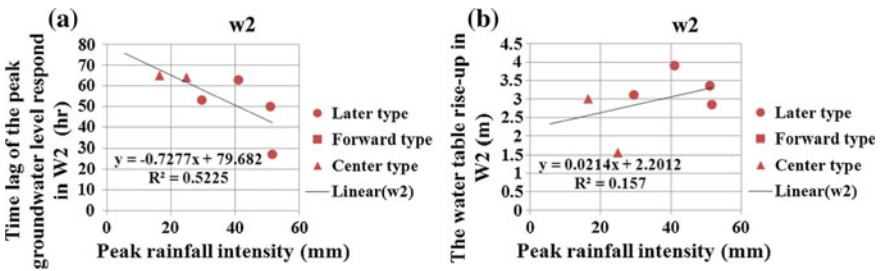 (a)
w2
Time lag of the peak
groundwater level respond
in W2 (hr)
80
70
60
50
40
30
20
10
0
y = -0.7277x + 79.682
R² = 0.5225
0 20 40 60
Peak rainfall intensity (mm)
Later type
Forward type
Center type
Linear(w2)
(b)
w2
The water table rise-up in
W2 (m)
4.5
4
3.5
3
2.5
2
1.5
1
0.5
0
y = 0.0214x + 2.2012
R² = 0.157
0 20 40 60
Peak rainfall intensity (mm)
Later type
Forward type
Center type
Linear(w2)